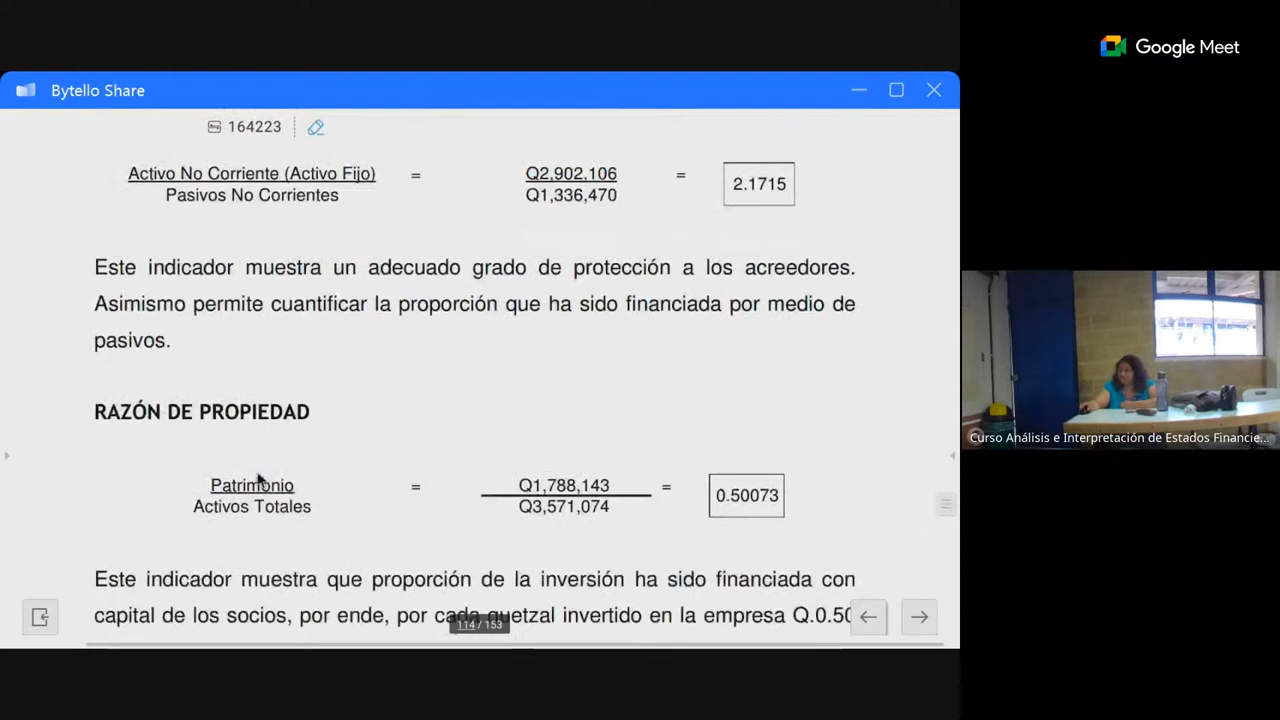 Google Meet
Bytello Share
164223
Activo No Corriente (Activo Fijo) = Q2,902,106 = 2.1715
Pasivos No Corrientes Q1,336,470
Este indicador muestra un adecuado grado de protección a los acreedores.
Asimismo permite cuantificar la proporción que ha sido financiada por medio de
pasivos.
RAZÓN DE PROPIEDAD
Patrimonio = Q1,788,143 = 0.50073
Activos Totales Q3,571,074
Este indicador muestra que proporción de la inversión ha sido financiada con
capital de los socios, por ende, por cada quetzal invertido en la empresa Q.0.50
114 / 153
Curso Análisis e Interpretación de Estados Financie...